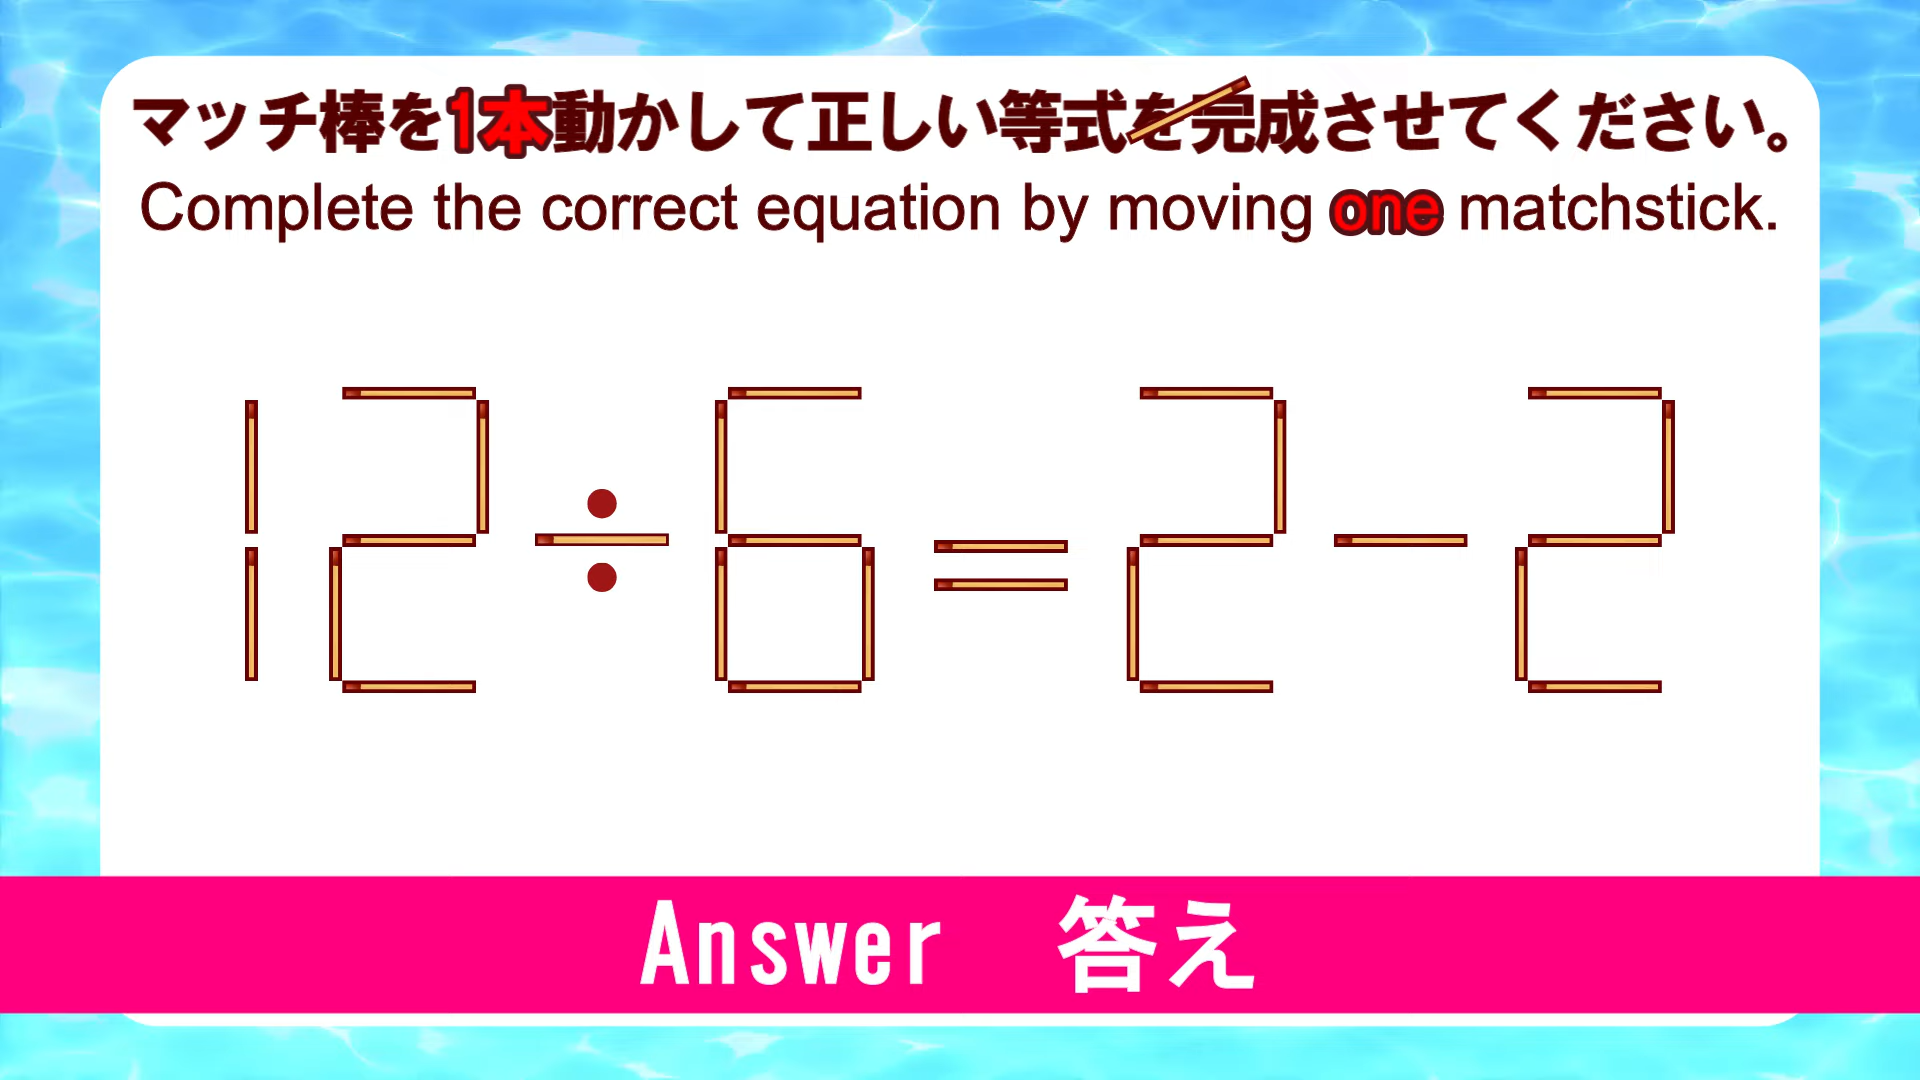 マッチ棒を1本動かして正しい等式を完成させてください。
Complete the correct equation by moving one matchstick.
12÷6=2-2
Answer 答え